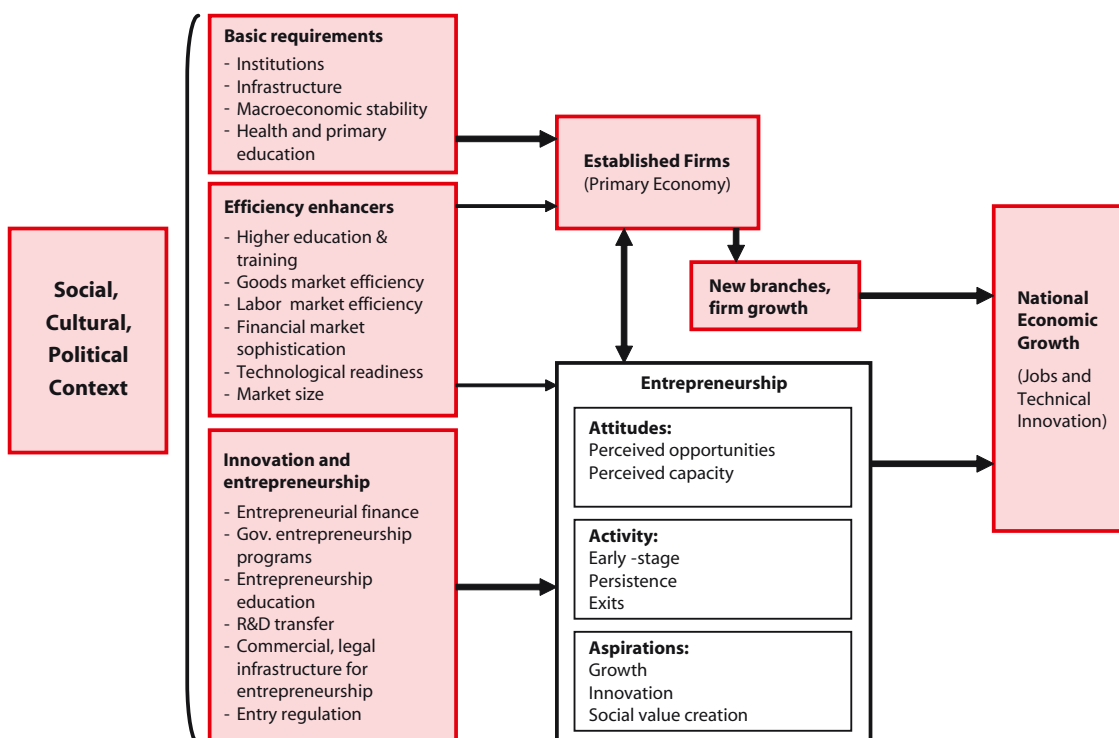 Social,
Cultural,
Political
Context
Basic requirements
- Institutions
- Infrastructure
- Macroeconomic stability
- Health and primary
education
Efficiency enhancers
- Higher education &
training
- Goods market efficiency
- Labor market efficiency
- Financial market
sophistication
- Technological readiness
- Market size
Innovation and
entrepreneurship
- Entrepreneurial finance
- Gov. entrepreneurship
programs
- Entrepreneurship
education
- R&D transfer
- Commercial, legal
infrastructure for
entrepreneurship
- Entry regulation
Established Firms
(Primary Economy)
New branches,
firm growth
Entrepreneurship
Attitudes:
Perceived opportunities
Perceived capacity
Activity:
Early -stage
Persistence
Exits
Aspirations:
Growth
Innovation
Social value creation
National
Economic
Growth
(Jobs and
Technical
Innovation)